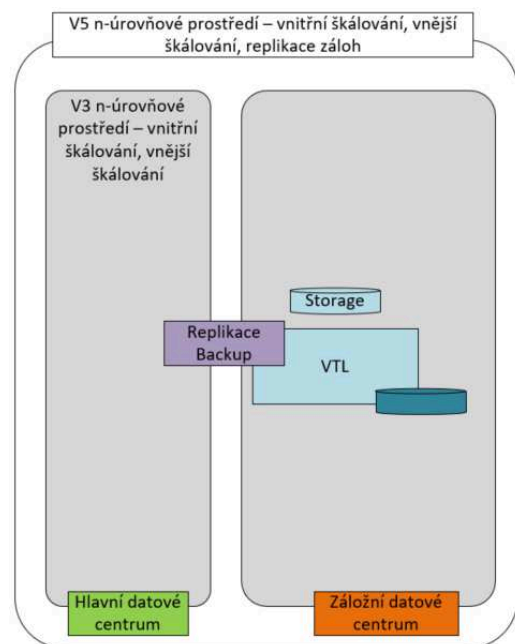 V5 n-úrovňové prostředí – vnitřní škálování, vnější
škálování, replikace záloh
V3 n-úrovňové
prostředí – vnitřní
škálování, vnější
škálování
Storage
Replikace
Backup
VTL
Hlavní datové
centrum
Záložní datové
centrum